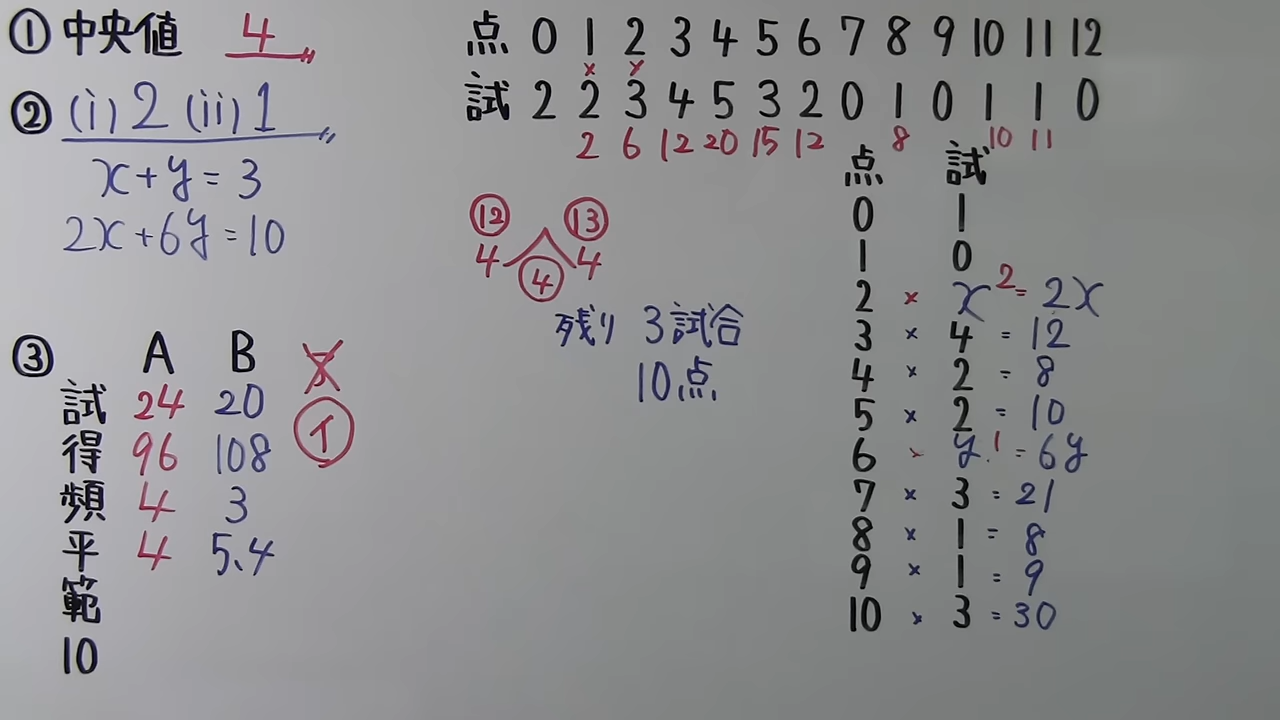 ① 中央値 4
② (i) 2 (ii) 1
x+y=3
2x+6y=10
③ A B
試 24 20
得 96 108
頻 4 3
平 4 5.4
範
10
イ
点 0 1 2 3 4 5 6 7 8 9 10 11 12
× ×
試 2 2 3 4 5 3 2 0 1 0 1 1 0
2 6 12 20 15 12 8 10 11
⑫ ⑬
4 ④ 4
残り 3試合
10点
点 試
0 1
1 0
2 × x 2 = 2x
3 × 4 = 12
4 × 2 = 8
5 × 2 = 10
6 × y 1 = 6y
7 × 3 = 21
8 × 1 = 8
9 × 1 = 9
10 × 3 = 30